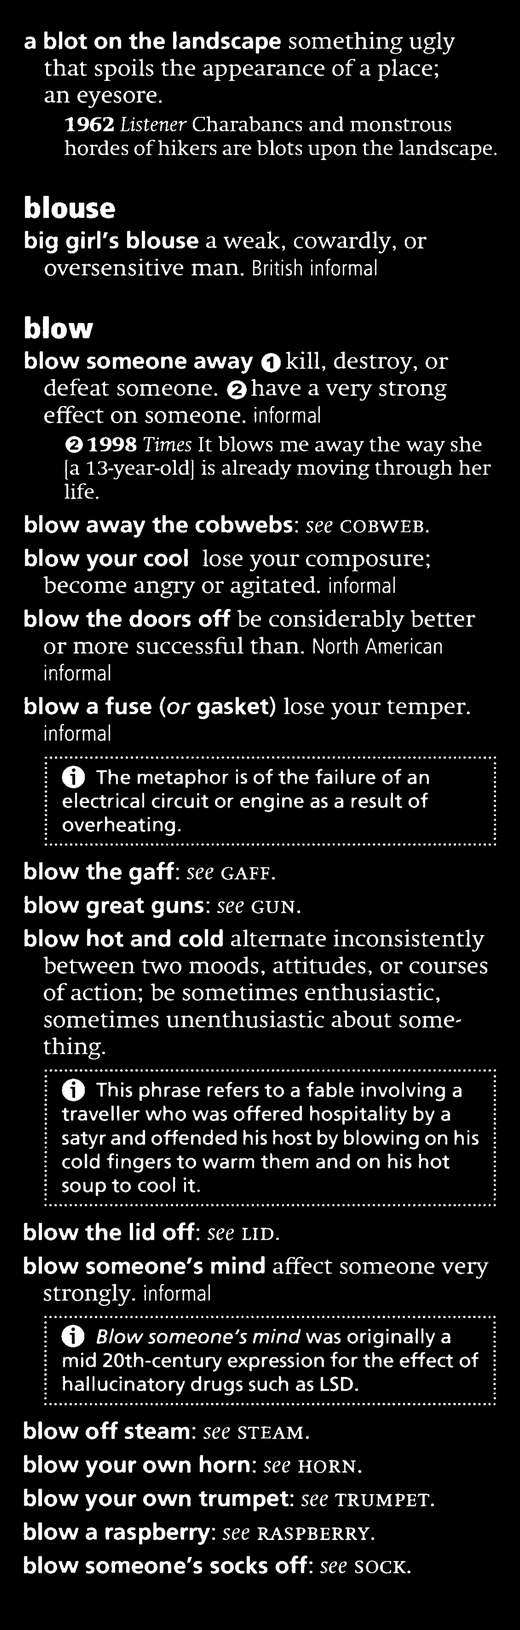 a blot on the landscape something ugly
that spoils the appearance of a place;
an eyesore.
1962 Listener Charabancs and monstrous
hordes of hikers are blots upon the landscape.
blouse
big girl's blouse a weak, cowardly, or
oversensitive man. British informal
blow
blow someone away ❶ kill, destroy, or
defeat someone. ❷ have a very strong
effect on someone. informal
❷ 1998 Times It blows me away the way she
[a 13-year-old] is already moving through her
life.
blow away the cobwebs: see COBWEB.
blow your cool lose your composure;
become angry or agitated. informal
blow the doors off be considerably better
or more successful than. North American
informal
blow a fuse (or gasket) lose your temper.
informal
ℹ The metaphor is of the failure of an
electrical circuit or engine as a result of
overheating.
blow the gaff: see GAFF.
blow great guns: see GUN.
blow hot and cold alternate inconsistently
between two moods, attitudes, or courses
of action; be sometimes enthusiastic,
sometimes unenthusiastic about some-
thing.
ℹ This phrase refers to a fable involving a
traveller who was offered hospitality by a
satyr and offended his host by blowing on his
cold fingers to warm them and on his hot
soup to cool it.
blow the lid off: see LID.
blow someone's mind affect someone very
strongly. informal
ℹ Blow someone's mind was originally a
mid 20th-century expression for the effect of
hallucinatory drugs such as LSD.
blow off steam: see STEAM.
blow your own horn: see HORN.
blow your own trumpet: see TRUMPET.
blow a raspberry: see RASPBERRY.
blow someone's socks off: see SOCK.